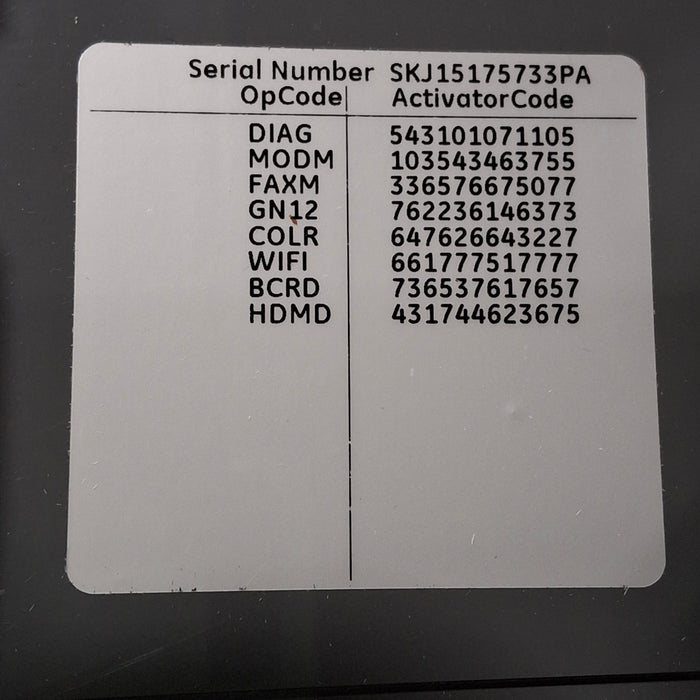 Serial Number SKJ15175733PA
OpCode ActivatorCode
DIAG 543101071105
MODM 103543463755
FAXM 336576675077
GN12 762236146373
COLR 647626643227
WIFI 661777517777
BCRD 736537617657
HDMD 431744623675